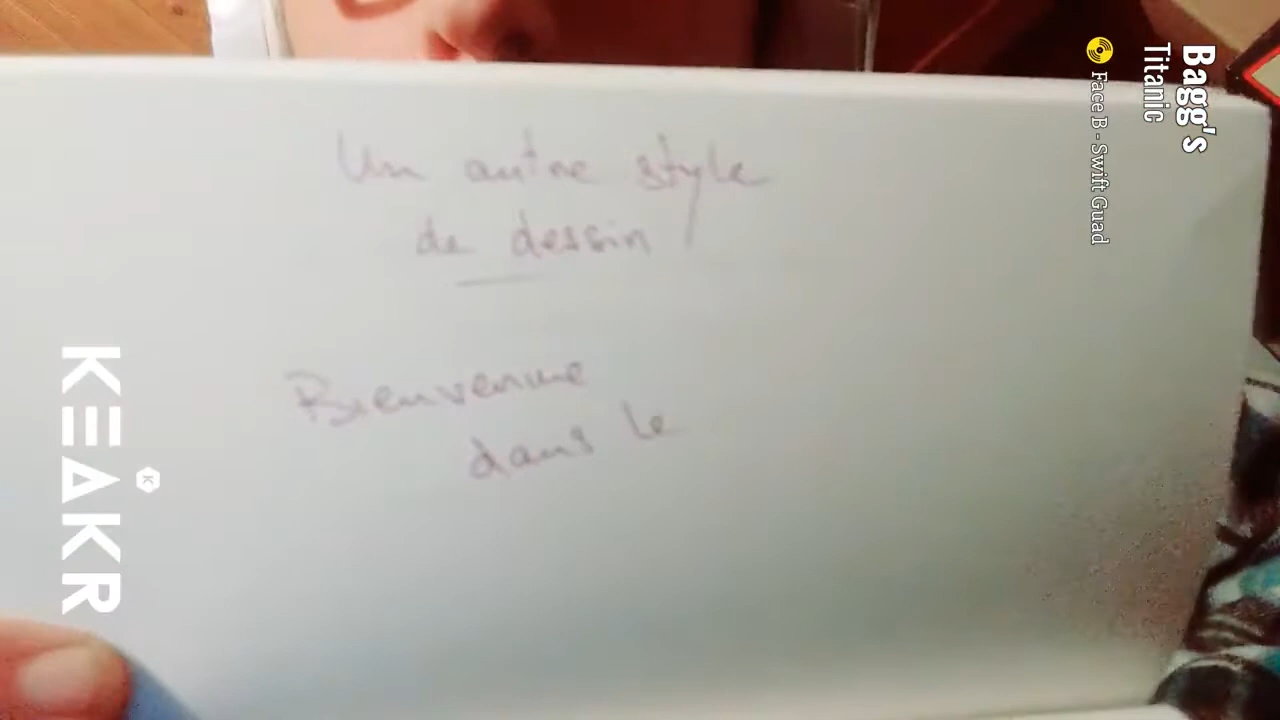 Un autre style
de dessin
Bienvenue
dans le
KEAKR
K
Bagg's
Titanic
Face B - Swift Guad